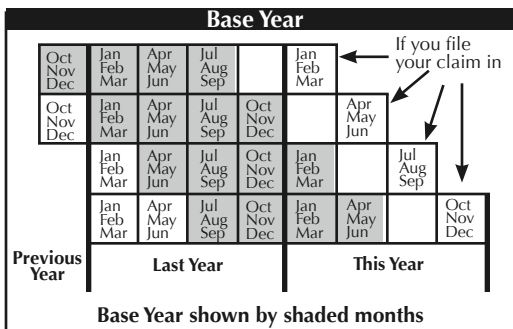 Base Year
Oct Jan Apr Jul Jan If you file
Nov Feb May Aug Feb your claim in
Dec Mar Jun Sep Mar
Oct Jan Apr Jul Oct Apr
Nov Feb May Aug Nov May
Dec Mar Jun Sep Dec Jun
Jan Apr Jul Oct Jan Jul
Feb May Aug Nov Feb Aug
Mar Jun Sep Dec Mar Sep
Jan Apr Jul Oct Jan Apr Oct
Feb May Aug Nov Feb May Nov
Mar Jun Sep Dec Mar Jun Dec
Previous
Year
Last Year
This Year
Base Year shown by shaded months